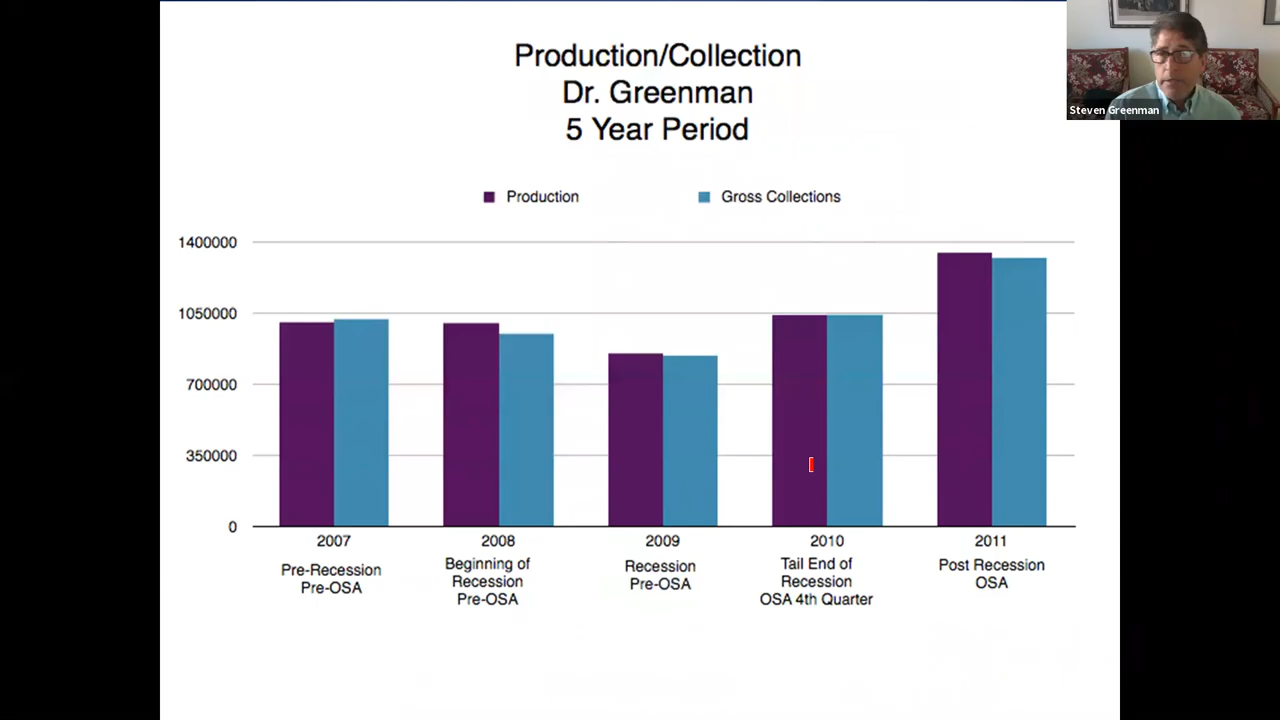 Production/Collection
Dr. Greenman
5 Year Period
Steven Greenman
Production
Gross Collections
1400000
1050000
700000
350000
0
2007
2008
2009
2010
2011
Pre-Recession
Pre-OSA
Beginning of
Recession
Pre-OSA
Recession
Pre-OSA
Tail End of
Recession
OSA 4th Quarter
Post Recession
OSA